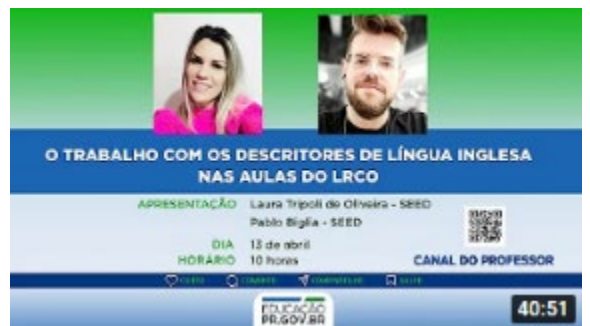 O TRABALHO COM OS DESCRITORES DE LÍNGUA INGLESA
NAS AULAS DO LRCO
APRESENTAÇÃO Laura Tripoli de Oliveira - SEED
Pablo Biglia - SEED
DIA 13 de abril
HORÁRIO 10 horas
CANAL DO PROFESSOR
EDUCAÇÃO
PR.GOV.BR
40:51